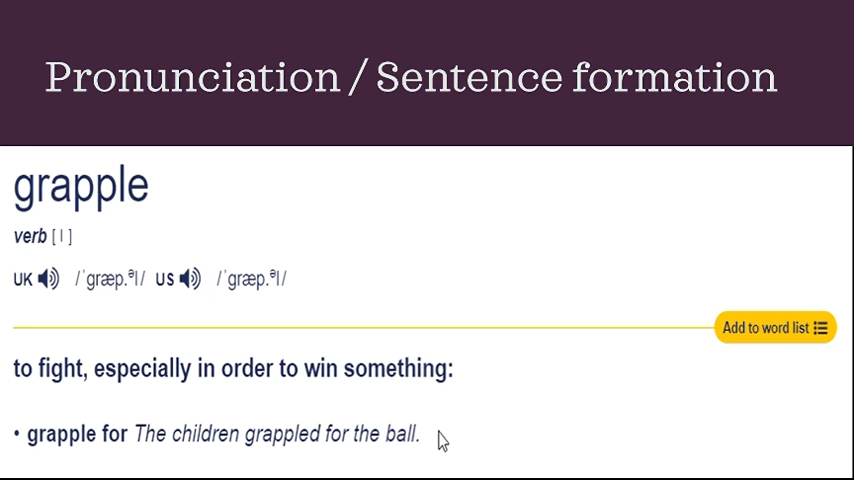 Pronunciation / Sentence formation
grapple
verb [ I ]
UK /ˈɡræp.ᵊl/ US /ˈɡræp.ᵊl/
Add to word list
to fight, especially in order to win something:
• grapple for The children grappled for the ball.